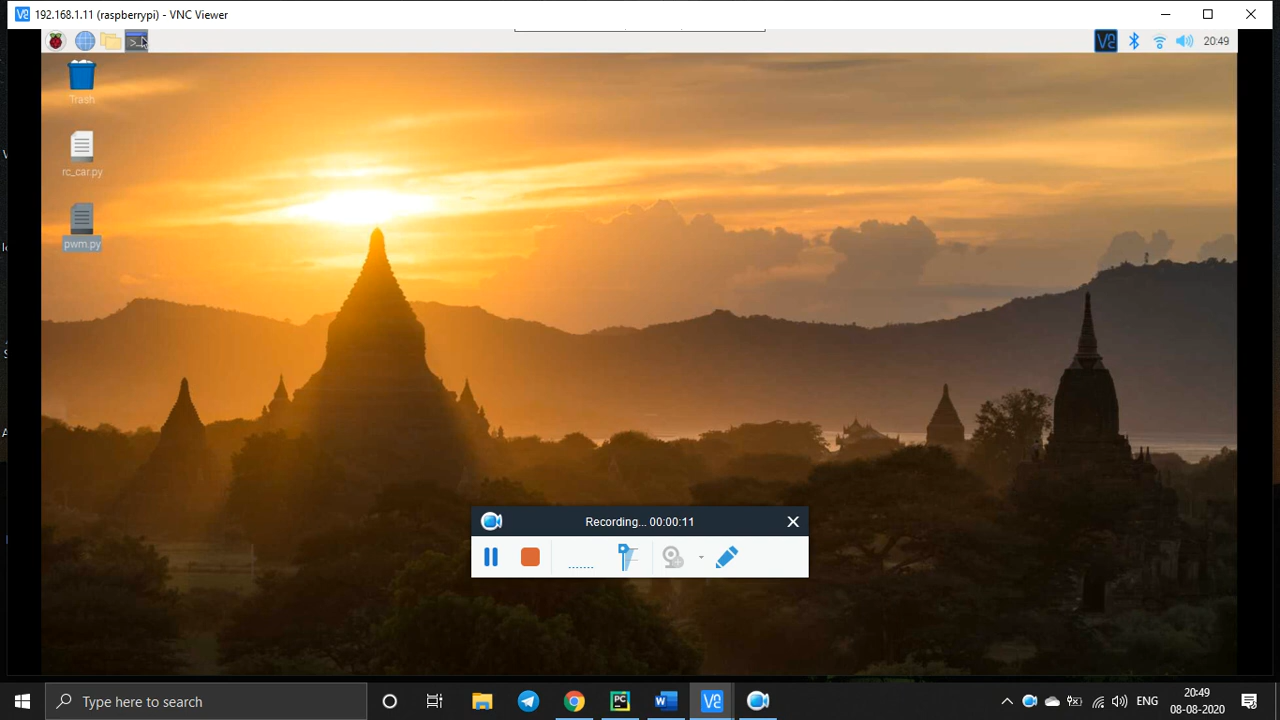 192.168.1.11 (raspberrypi) - VNC Viewer
20:49
Trash
rc_car.py
pwm.py
Recording... 00:00:11
Type here to search
ENG
20:49
08-08-2020